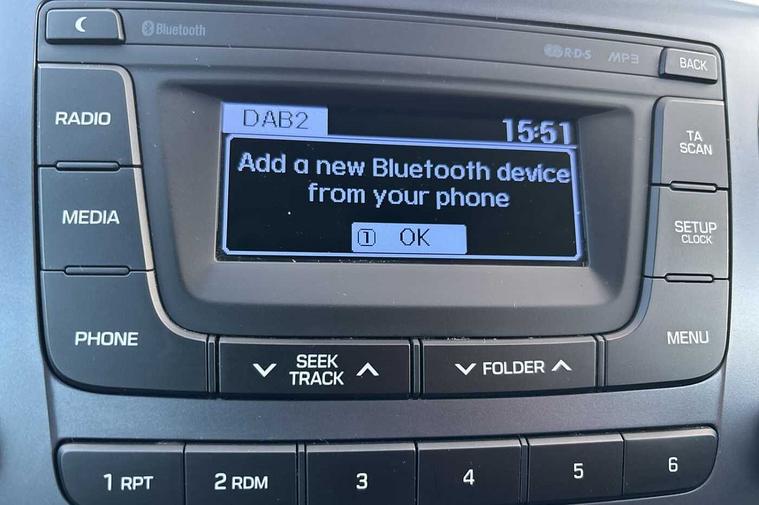 Bluetooth
R·D·S MP3
BACK
RADIO
DAB2
15:51
TA
SCAN
Add a new Bluetooth device
from your phone
MEDIA
SETUP
CLOCK
1 OK
PHONE
SEEK
TRACK
FOLDER
MENU
1 RPT
2 RDM
3
4
5
6